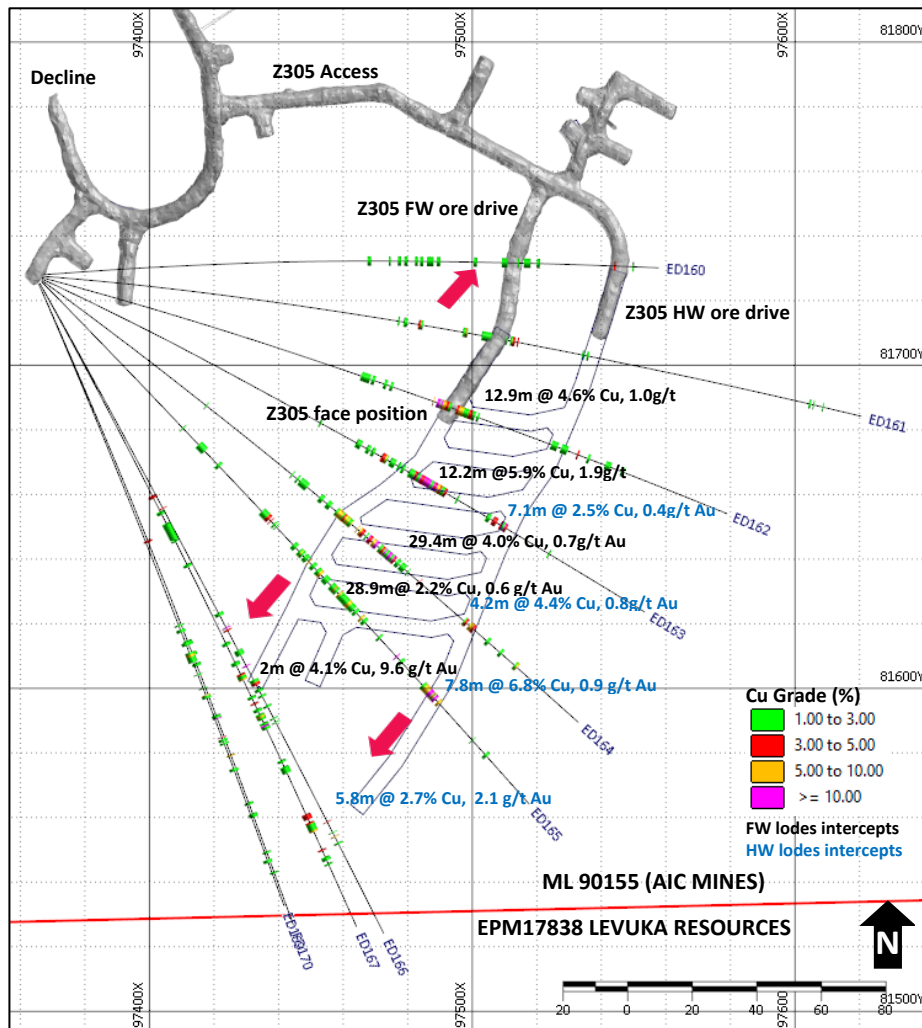 97400X
97500X
97600X
81800Y
Decline
Z305 Access
Z305 FW ore drive
ED160
Z305 HW ore drive
81700Y
12.9m @ 4.6% Cu, 1.0g/t
Z305 face position
ED161
12.2m @5.9% Cu, 1.9g/t
7.1m @ 2.5% Cu, 0.4g/t Au
ED162
29.4m @ 4.0% Cu, 0.7g/t Au
28.9m@ 2.2% Cu, 0.6 g/t Au
4.2m @ 4.4% Cu, 0.8g/t Au
ED163
2m @ 4.1% Cu, 9.6 g/t Au
7.8m @ 6.8% Cu, 0.9 g/t Au
81600Y
ED164
Cu Grade (%)
1.00 to 3.00
3.00 to 5.00
5.00 to 10.00
>= 10.00
5.8m @ 2.7% Cu, 2.1 g/t Au
ED165
FW lodes intercepts
HW lodes intercepts
ML 90155 (AIC MINES)
EPM17838 LEVUKA RESOURCES
ED167
ED166
N
97400X
97500X
97600X
20 0 20 40 60 80
81500Y